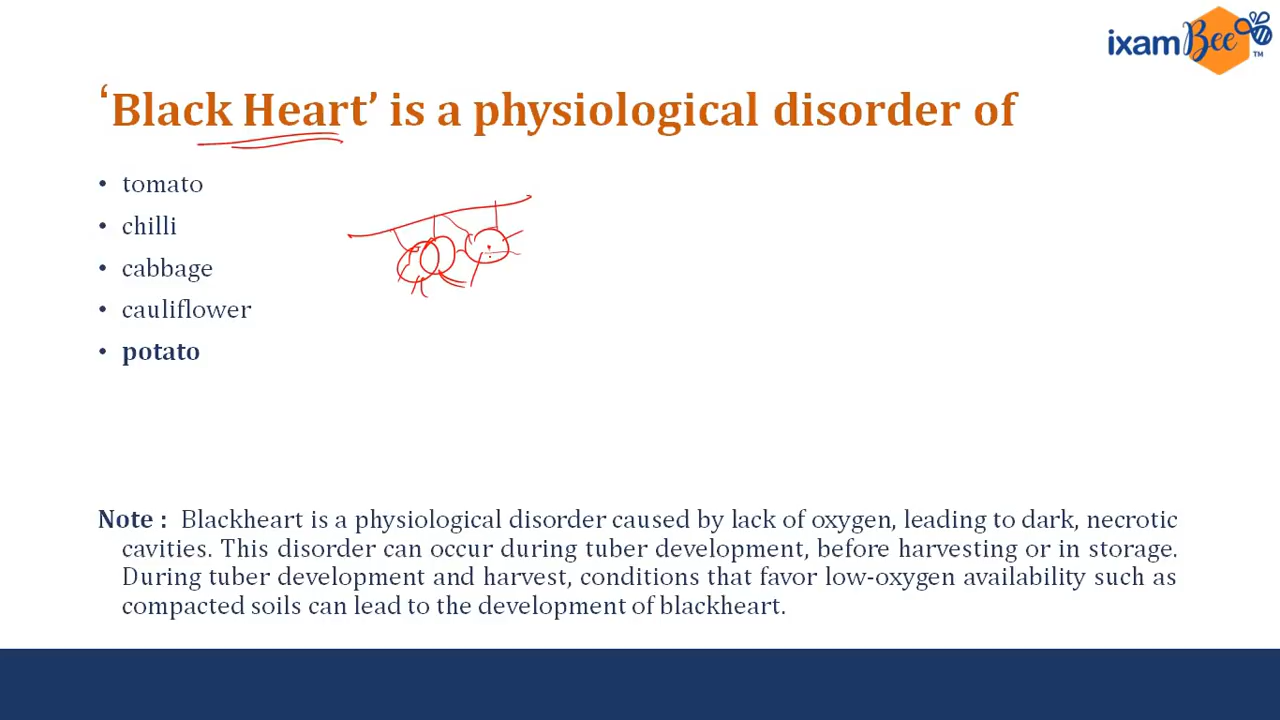 ixamBee
TM
‘Black Heart’ is a physiological disorder of
• tomato
• chilli
• cabbage
• cauliflower
• potato
Note : Blackheart is a physiological disorder caused by lack of oxygen, leading to dark, necrotic
cavities. This disorder can occur during tuber development, before harvesting or in storage.
During tuber development and harvest, conditions that favor low-oxygen availability such as
compacted soils can lead to the development of blackheart.